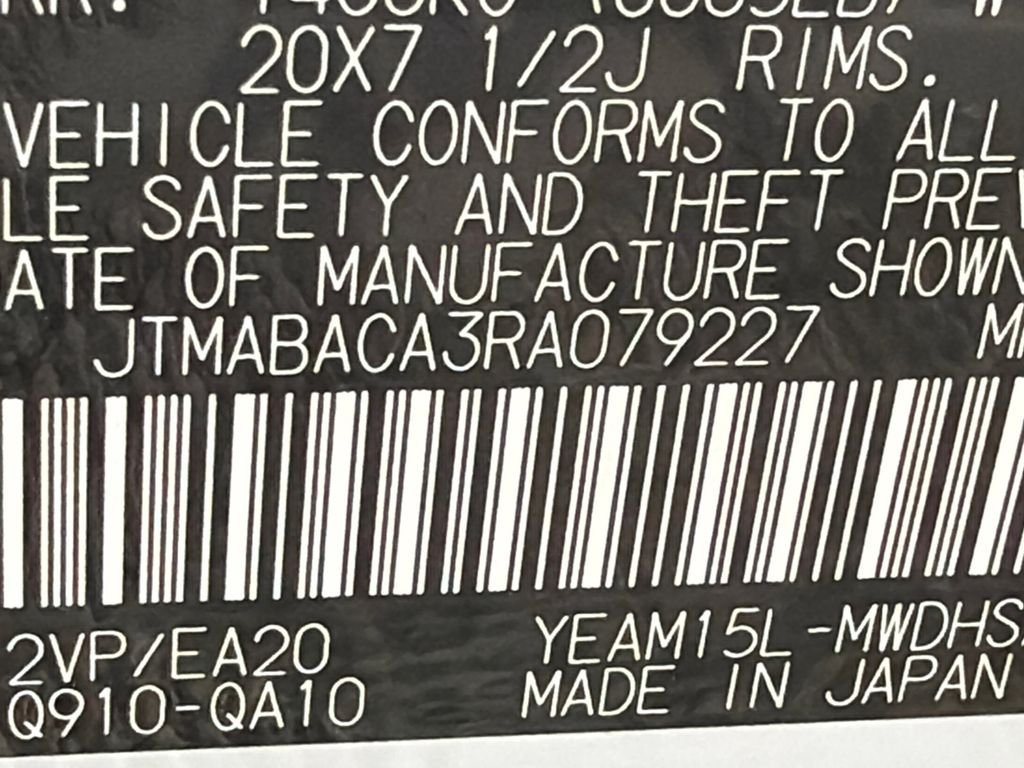 20X7 1/2J RIMS.
VEHICLE CONFORMS TO ALL
LE SAFETY AND THEFT PREV
ATE OF MANUFACTURE SHOWN
JTMABACA3RA079227 M
2VP/EA20 YEAM15L-MWDHS
Q910-QA10 MADE IN JAPAN